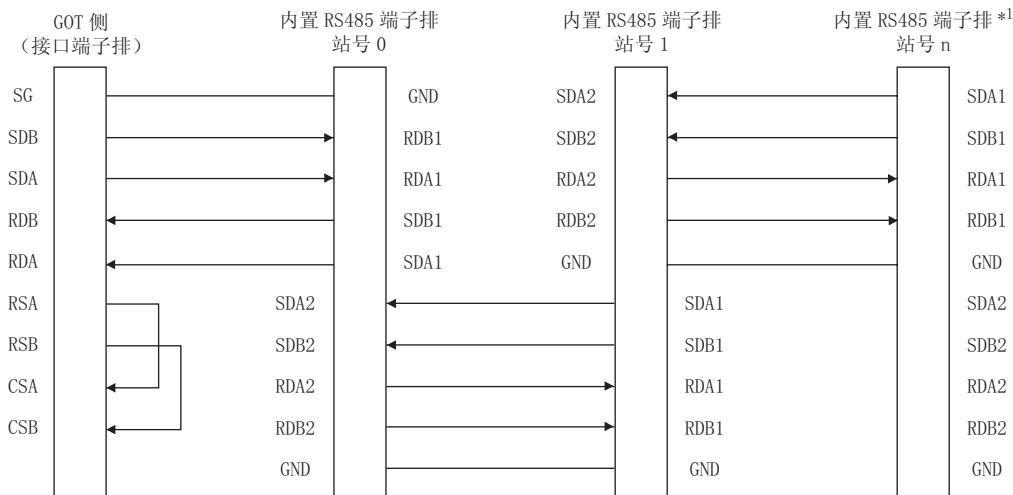 GOT 侧
(接口端子排)
内置 RS485 端子排
站号 0
内置 RS485 端子排
站号 1
内置 RS485 端子排 *1
站号 n
SG GND SDA2 SDA1
SDB RDB1 SDB2 SDB1
SDA RDA1 RDA2 RDA1
RDB SDB1 RDB2 RDB1
RDA SDA1 GND GND
RSA SDA2 SDA1 SDA2
RSB SDB2 SDB1 SDB2
CSA RDA2 RDA1 RDA2
CSB RDB2 RDB1 RDB2
GND GND GND